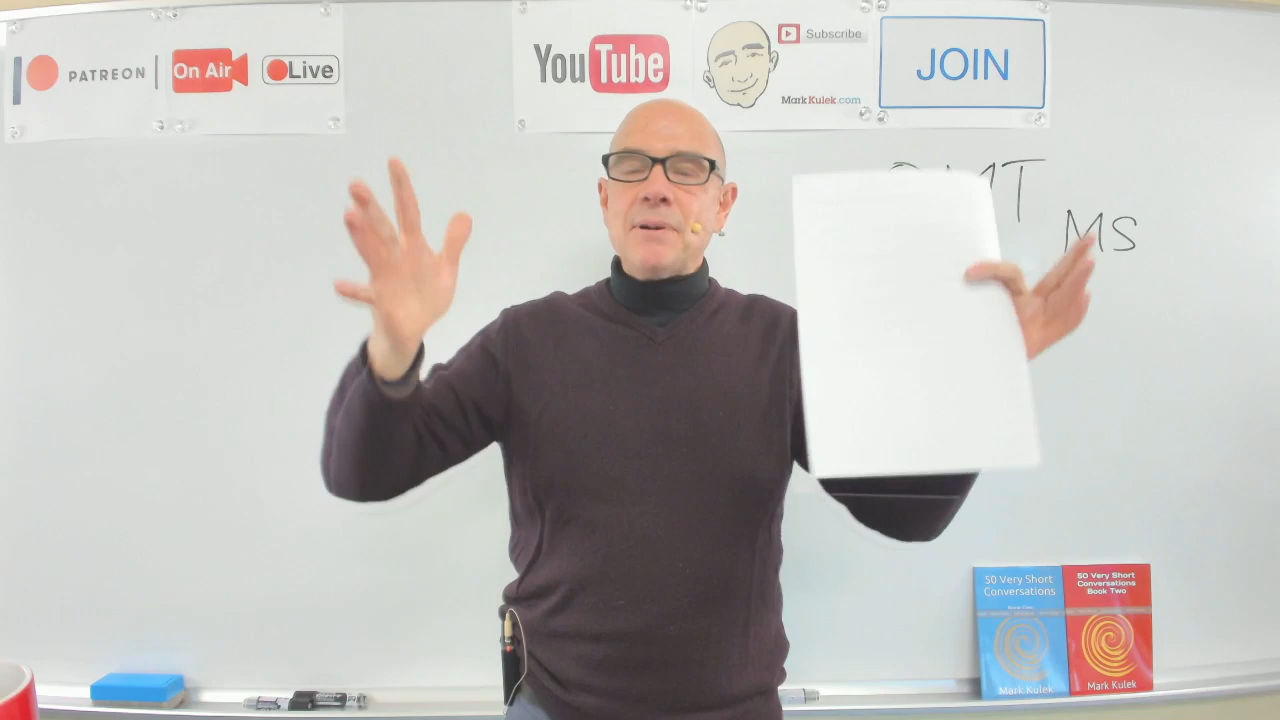 PATREON
On Air
Live
YouTube
Subscribe
MarkKulek.com
JOIN
MT
MS
50 Very Short
Conversations
Mark Kulek
50 Very Short
Conversations
Book Two
Mark Kulek